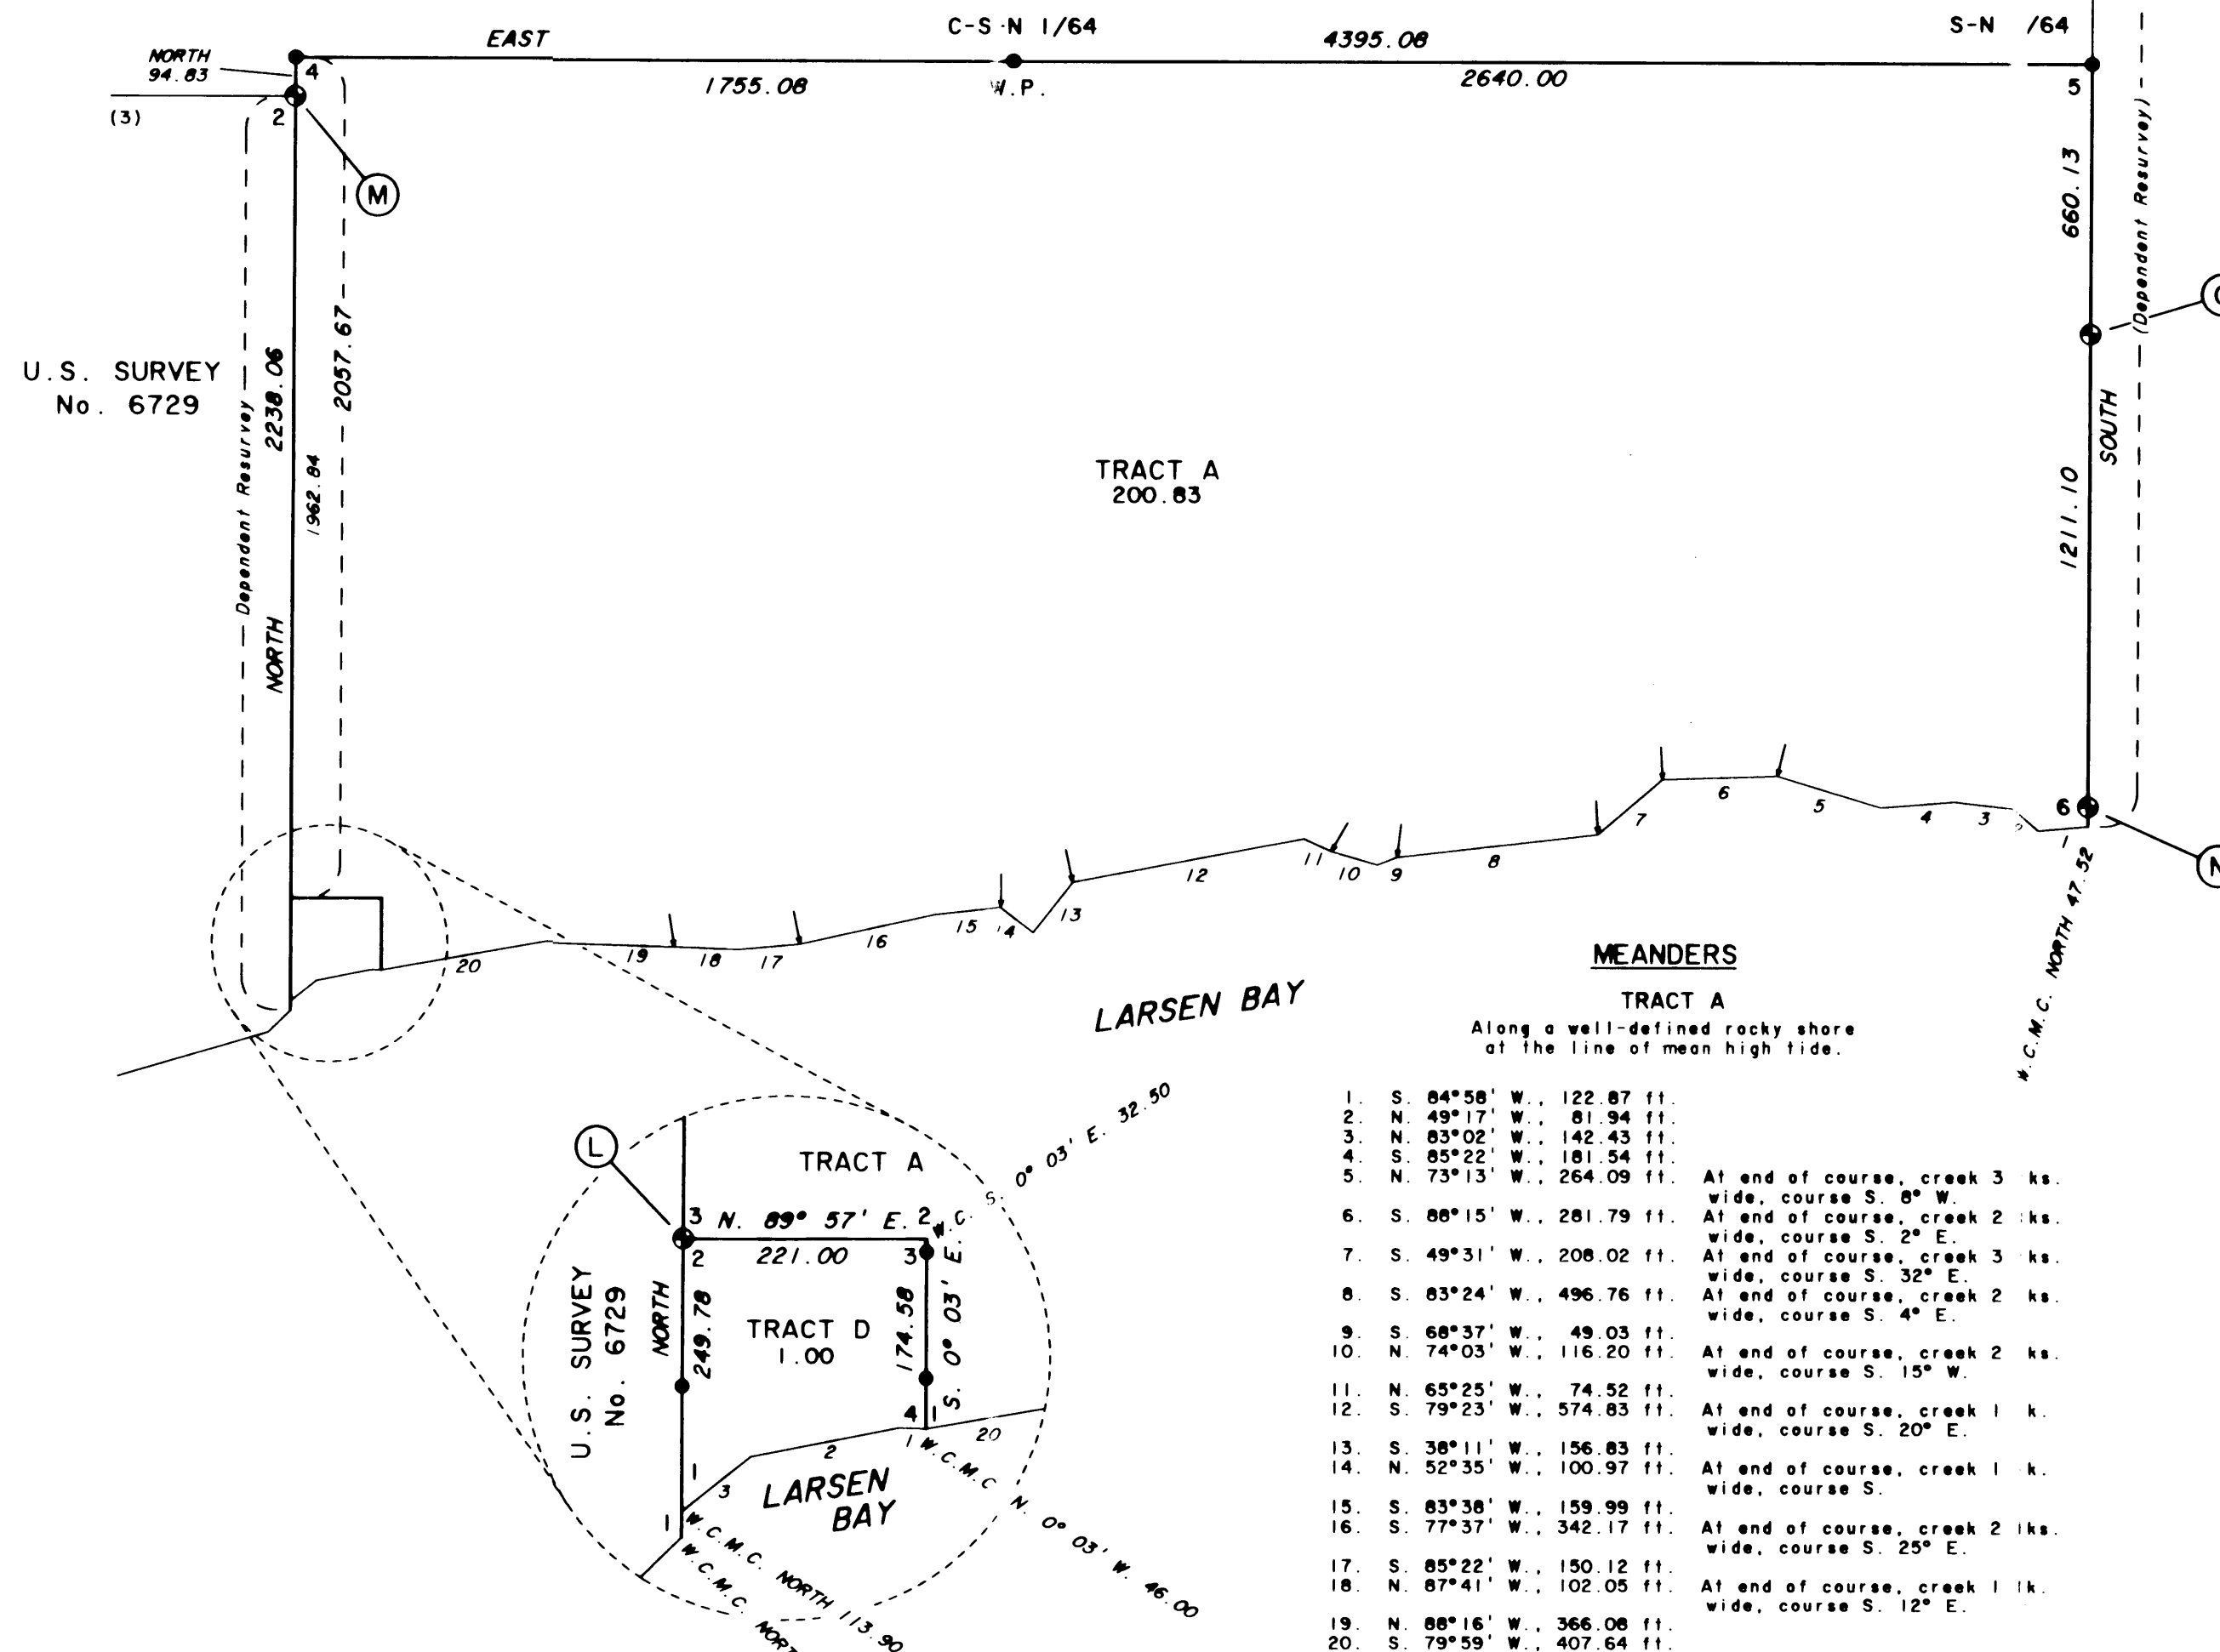 C-S-N 1/64
S-N /64
NORTH
94.83
EAST
4395.08
4
1755.08
W.P.
2640.00
5
(3)
2
M
660.13
(Dependent Resurvey)
U.S. SURVEY
No. 6729
Dependent Resurvey
2238.06
NORTH
1962.84
2057.67
TRACT A
200.83
SOUTH
1211.10
6
N
1
3
4
5
6
7
8
9
10
11
12
13
14
15
16
17
18
19
20
W.C.M.C. NORTH 47.52
LARSEN BAY
MEANDERS
TRACT A
Along a well-defined rocky shore
at the line of mean high tide.
1. S. 84°58' W., 122.87 ft.
2. N. 49°17' W., 81.94 ft.
3. N. 83°02' W., 142.43 ft.
4. S. 85°22' W., 181.54 ft.
5. N. 73°13' W., 264.09 ft. At end of course, creek 3 ks.
wide, course S. 8° W.
6. S. 88°15' W., 281.79 ft. At end of course, creek 2 ks.
wide, course S. 2° E.
7. S. 49°31' W., 208.02 ft. At end of course, creek 3 ks.
wide, course S. 32° E.
8. S. 83°24' W., 496.76 ft. At end of course, creek 2 ks.
wide, course S. 4° E.
9. S. 68°37' W., 49.03 ft.
10. N. 74°03' W., 116.20 ft. At end of course, creek 2 ks.
wide, course S. 15° W.
11. N. 65°25' W., 74.52 ft.
12. S. 79°23' W., 574.83 ft. At end of course, creek 1 k.
wide, course S. 20° E.
13. S. 38°11' W., 156.83 ft.
14. N. 52°35' W., 100.97 ft. At end of course, creek 1 k.
wide, course S.
15. S. 83°38' W., 159.99 ft.
16. S. 77°37' W., 342.17 ft. At end of course, creek 2 lks.
wide, course S. 25° E.
17. S. 85°22' W., 150.12 ft.
18. N. 87°41' W., 102.05 ft. At end of course, creek 1 lk.
wide, course S. 12° E.
19. N. 88°16' W., 366.08 ft.
20. S. 79°59' W., 407.64 ft.
L
TRACT A
W.C. S. 0° 03' E. 32.50
3
N. 89° 57' E.
2
2
221.00
3
U.S. SURVEY
No. 6729
NORTH
249.78
TRACT D
1.00
174.58
S. 0° 03' E.
4
1
1
2
20
1
3
LARSEN
BAY
1
W.C.M.C. N. 0° 03' W. 46.00
W.C.M.C. NORTH 113.90
W.C.M.C.